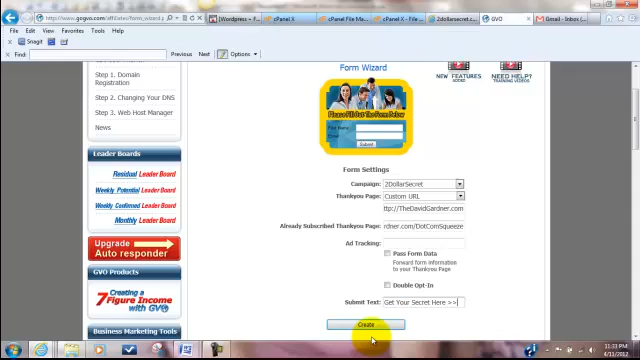 http://www.gogvo.com/affiliates/form_wizard.p
[Wordpress ~ F...
cPanel X
cPanel File Ma...
cPanel X - File...
2dollarsecret.c...
GVO
Gmail - Inbox (...
File Edit View Favorites Tools Help
SnagIt
Find: Previous Next Options
Step 1. Domain
Registration
Step 2. Changing Your DNS
Step 3. Web Host Manager
News
Leader Boards
Residual Leader Board
Weekly Potential Leader Board
Weekly Confirmed Leader Board
Monthly Leader Board
Upgrade
Auto responder
GVO Products
Creating a
7 Figure Income
with GVO
Business Marketing Tools
Form Wizard
Please Fill Out The Form Below
First Name
Email
Submit
NEW FEATURES
ADDED
NEED HELP?
TRAINING VIDEOS
Form Settings
Campaign: 2DollarSecret
Thankyou Page: Custom URL
ttp://TheDavidGardner.com
Already Subscribed Thankyou Page: rdner.com/DotComSqueeze
Ad Tracking:
Pass Form Data
Forward form information
to your Thankyou Page
Double Opt-In
Submit Text: Get Your Secret Here >>
Create
11:33 PM
4/11/2012